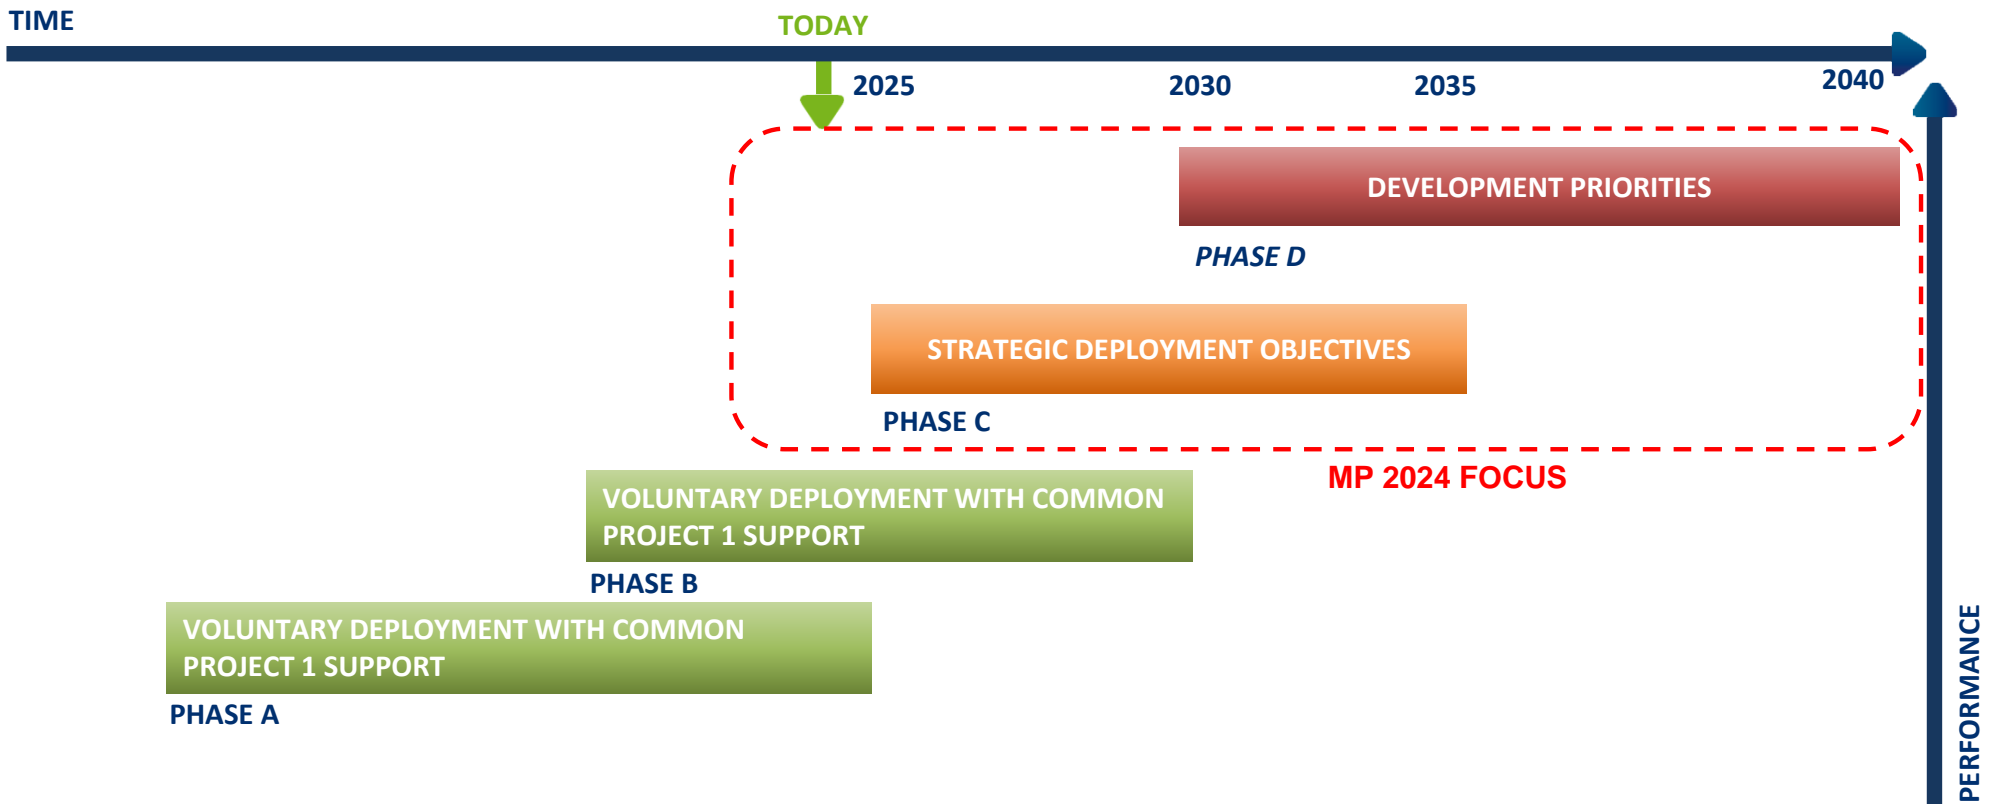 TIME
TODAY
2025
2030
2035
2040
DEVELOPMENT PRIORITIES
PHASE D
STRATEGIC DEPLOYMENT OBJECTIVES
PHASE C
MP 2024 FOCUS
VOLUNTARY DEPLOYMENT WITH COMMON
PROJECT 1 SUPPORT
PHASE B
VOLUNTARY DEPLOYMENT WITH COMMON
PROJECT 1 SUPPORT
PHASE A
PERFORMANCE